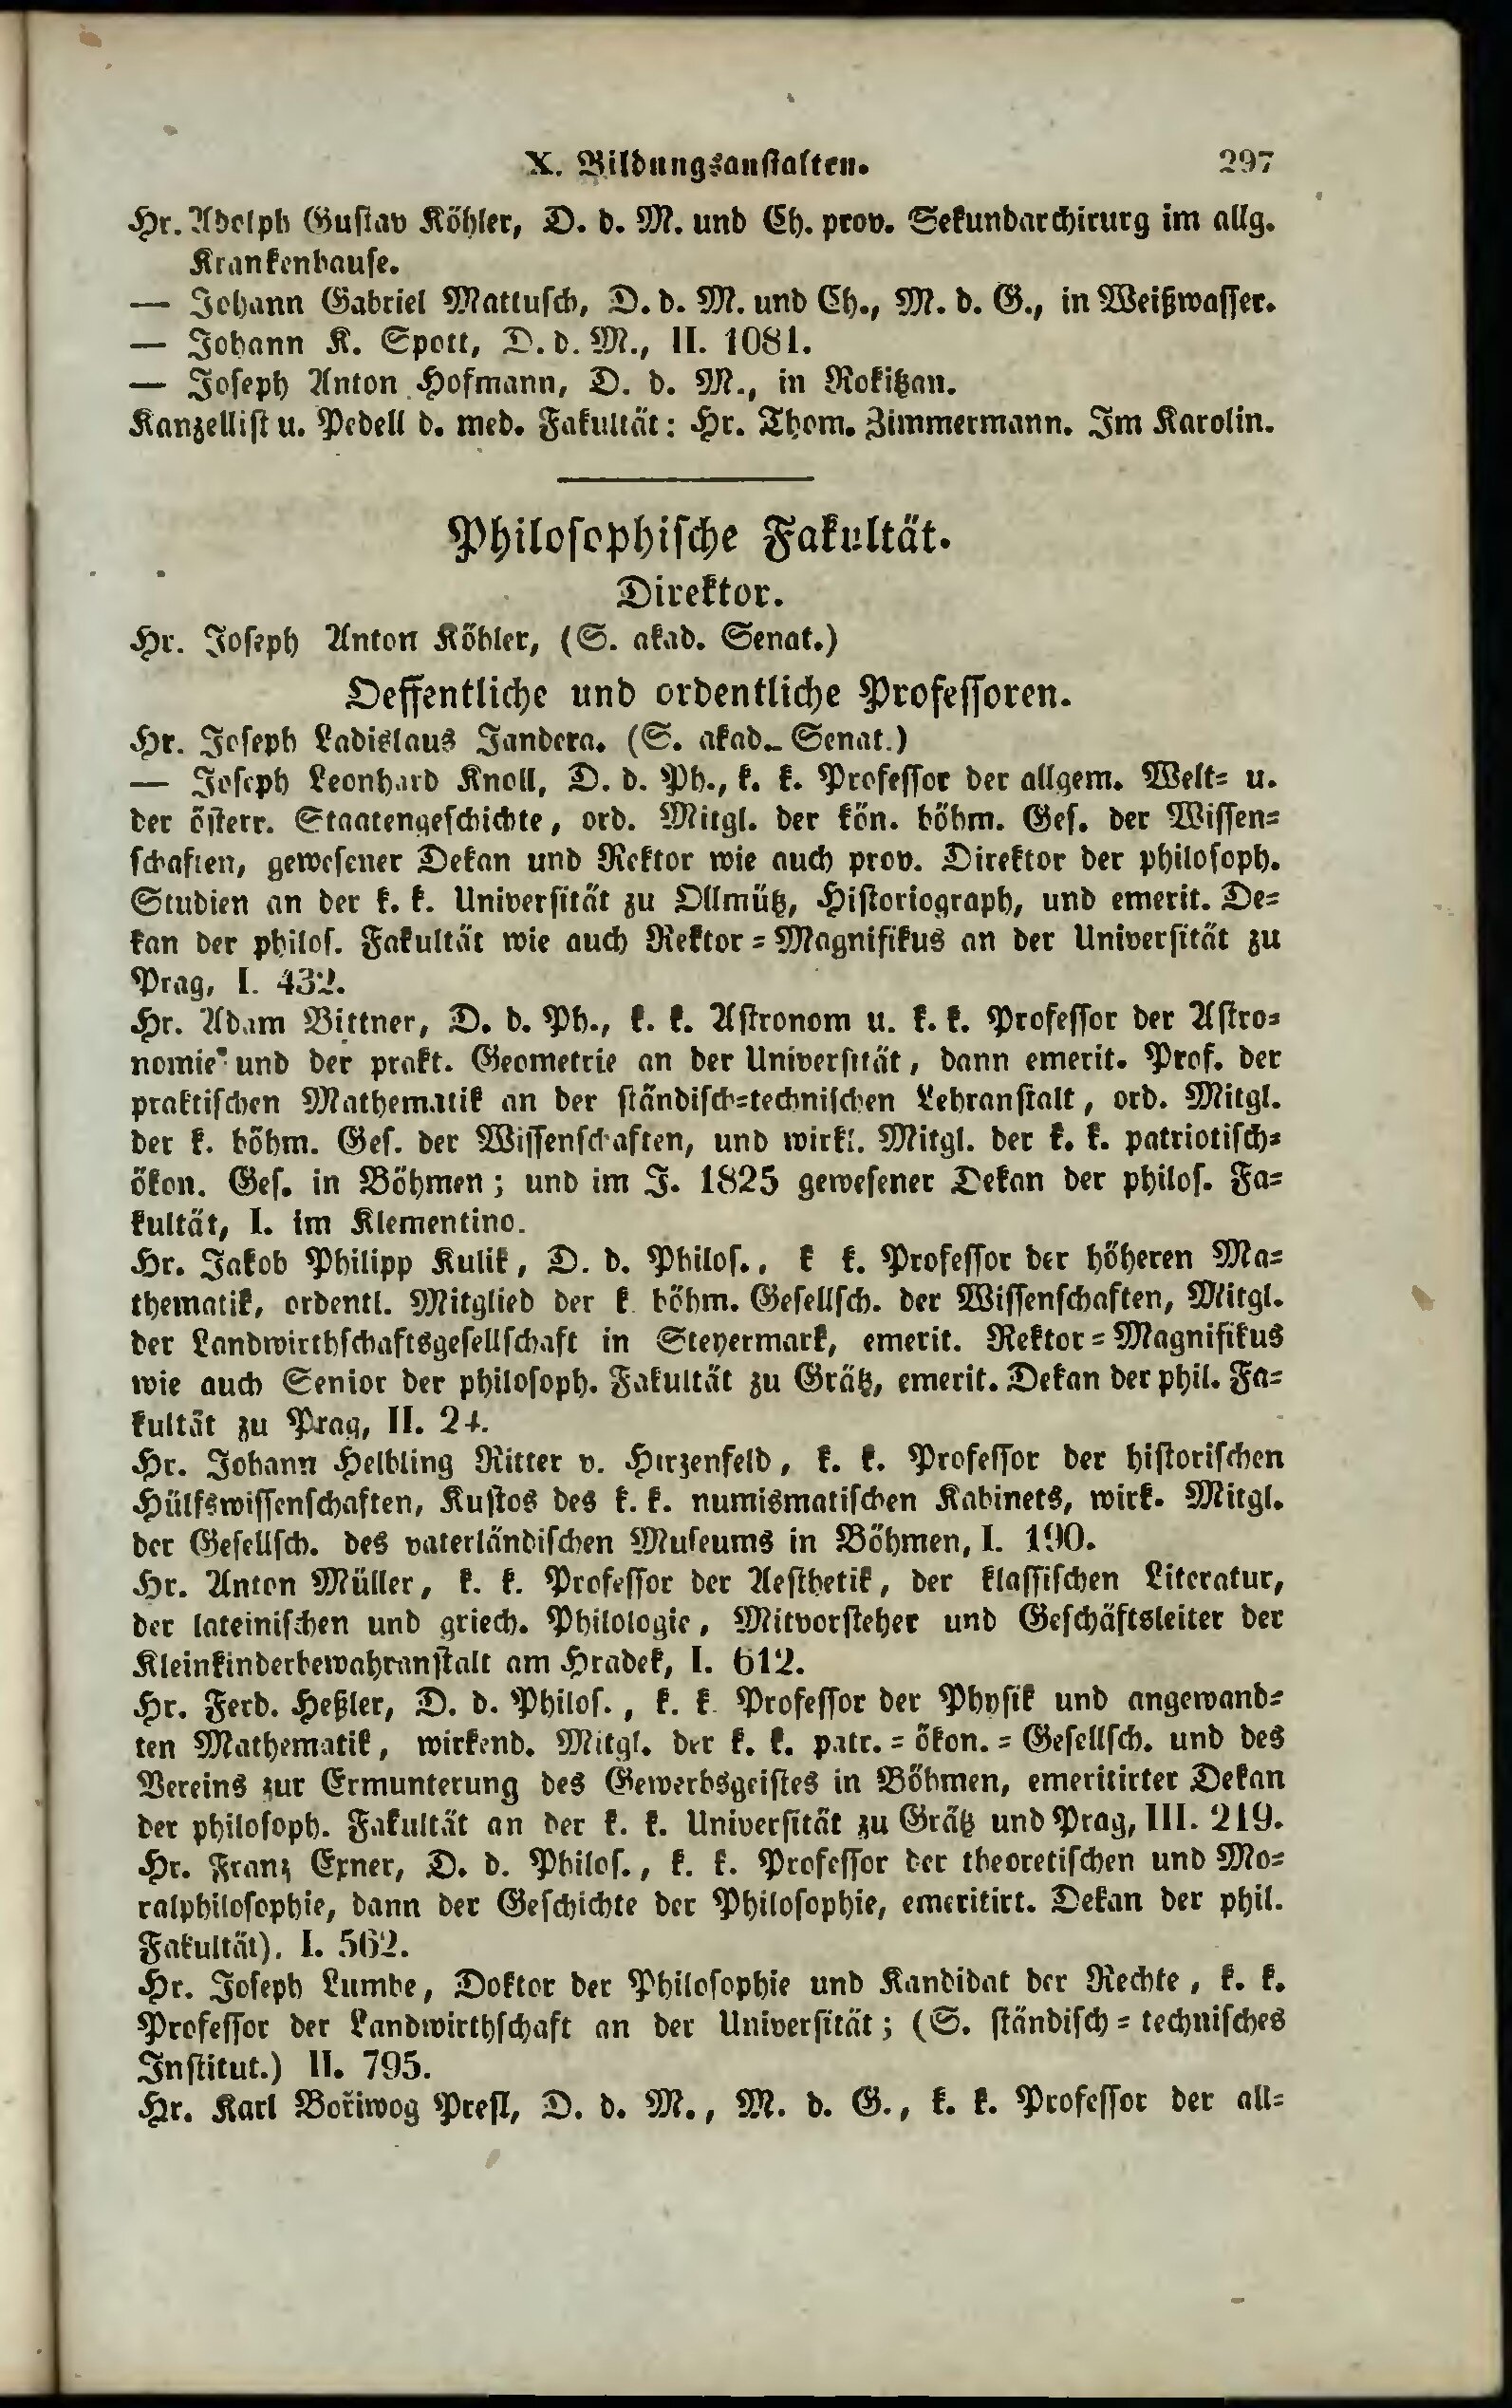 X. Bildungsanstalten. 297
Hr. Adolph Gustav Köhler, D. d. M. und Ch. prov. Sekundarchirurg im allg.
Krankenhause.
— Johann Gabriel Mattusch, D. d. M. und Ch., M. d. G., in Weißwasser.
— Johann K. Spott, D. d. M., II. 1081.
— Joseph Anton Hofmann, D. d. M., in Rokitzan.
Kanzellist u. Pedell d. med. Fakultät: Hr. Thom. Zimmermann. Im Karolin.
Philosophische Fakultät.
Direktor.
Hr. Joseph Anton Köhler, (S. akad. Senat.)
Oeffentliche und ordentliche Professoren.
Hr. Joseph Ladislaus Jandera. (S. akad. Senat.)
— Joseph Leonhard Knoll, D. d. Ph., k. k. Professor der allgem. Welt= u.
der österr. Staatengeschichte, ord. Mitgl. der kön. böhm. Ges. der Wissen=
schaften, gewesener Dekan und Rektor wie auch prov. Direktor der philosoph.
Studien an der k. k. Universität zu Ollmütz, Historiograph, und emerit. De=
kan der philos. Fakultät wie auch Rektor=Magnifikus an der Universität zu
Prag, I. 432.
Hr. Adam Bittner, D. d. Ph., k. k. Astronom u. k. k. Professor der Astro=
nomie und der prakt. Geometrie an der Universität, dann emerit. Prof. der
praktischen Mathematik an der ständisch=technischen Lehranstalt, ord. Mitgl.
der k. böhm. Ges. der Wissenschaften, und wirkl. Mitgl. der k. k. patriotisch=
ökon. Ges. in Böhmen; und im J. 1825 gewesener Dekan der philos. Fa=
kultät, I. im Klementino.
Hr. Jakob Philipp Kulik, D. d. Philos., k k. Professor der höheren Ma=
thematik, ordentl. Mitglied der k. böhm. Gesellsch. der Wissenschaften, Mitgl.
der Landwirthschaftsgesellschaft in Steyermark, emerit. Rektor=Magnifikus
wie auch Senior der philosoph. Fakultät zu Grätz, emerit. Dekan der phil. Fa=
kultät zu Prag, II. 24.
Hr. Johann Helbling Ritter v. Hirzenfeld, k. k. Professor der historischen
Hülfswissenschaften, Kustos des k. k. numismatischen Kabinets, wirk. Mitgl.
der Gesellsch. des vaterländischen Museums in Böhmen, I. 190.
Hr. Anton Müller, k. k. Professor der Aesthetik, der klassischen Literatur,
der lateinischen und griech. Philologie, Mitvorsteher und Geschäftsleiter der
Kleinkinderbewahranstalt am Hradek, I. 612.
Hr. Ferd. Heßler, D. d. Philos., k. k. Professor der Physik und angewand=
ten Mathematik, wirkend. Mitgl. der k. k. patr.=ökon.=Gesellsch. und des
Vereins zur Ermunterung des Gewerbsgeistes in Böhmen, emeritirter Dekan
der philosoph. Fakultät an der k. k. Universität zu Grätz und Prag, III. 219.
Hr. Franz Exner, D. d. Philos., k. k. Professor der theoretischen und Mo=
ralphilosophie, dann der Geschichte der Philosophie, emeritirt. Dekan der phil.
Fakultät). I. 562.
Hr. Joseph Lumbe, Doktor der Philosophie und Kandidat der Rechte, k. k.
Professor der Landwirthschaft an der Universität; (S. ständisch=technisches
Institut.) II. 795.
Hr. Karl Bořiwog Presl, D. d. M., M. d. G., k. k. Professor der all=